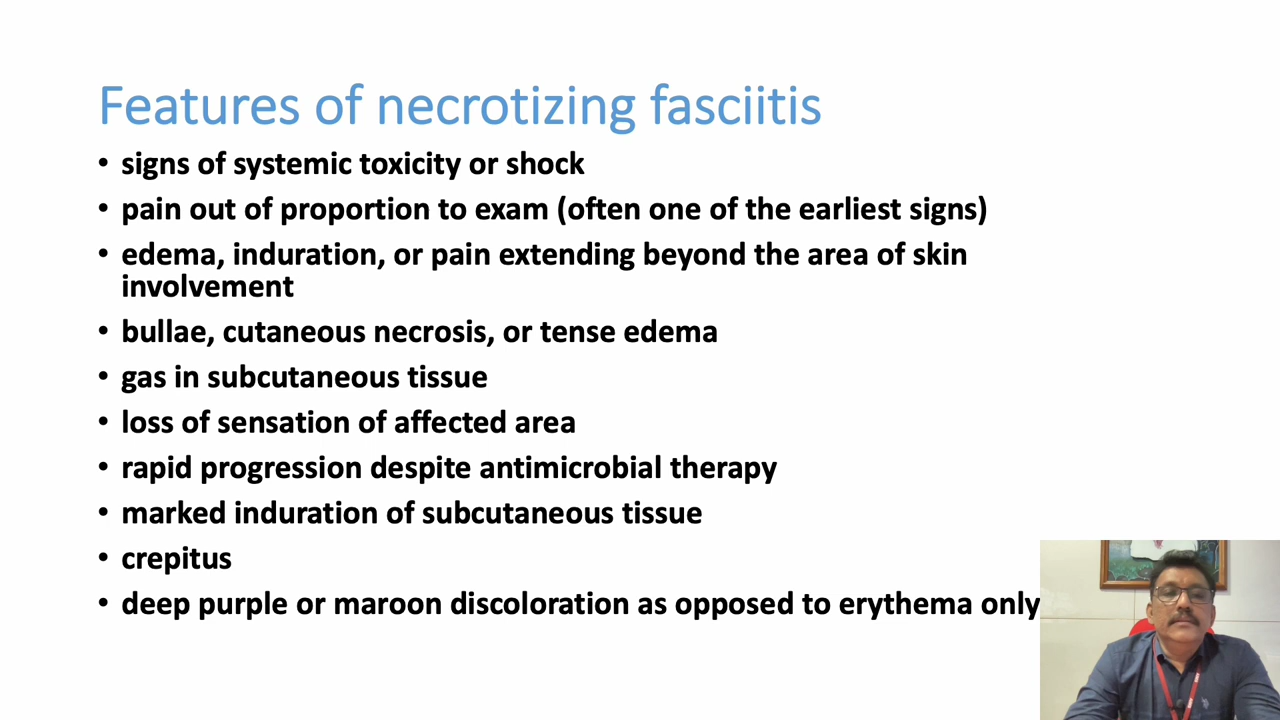 Features of necrotizing fasciitis
• signs of systemic toxicity or shock
• pain out of proportion to exam (often one of the earliest signs)
• edema, induration, or pain extending beyond the area of skin
involvement
• bullae, cutaneous necrosis, or tense edema
• gas in subcutaneous tissue
• loss of sensation of affected area
• rapid progression despite antimicrobial therapy
• marked induration of subcutaneous tissue
• crepitus
• deep purple or maroon discoloration as opposed to erythema only